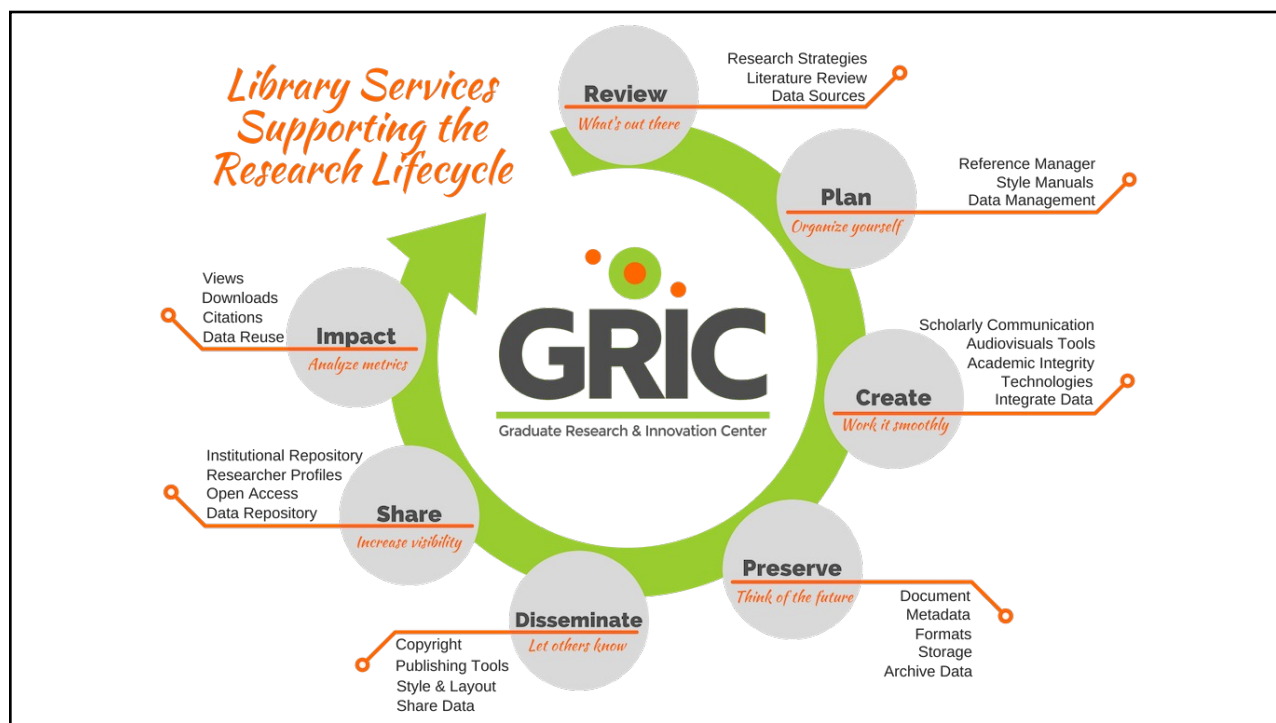 Library Services
Supporting the
Research Lifecycle
Review
What's out there
Research Strategies
Literature Review
Data Sources
Plan
Organize yourself
Reference Manager
Style Manuals
Data Management
Create
Work it smoothly
Scholarly Communication
Audiovisuals Tools
Academic Integrity
Technologies
Integrate Data
Preserve
Think of the future
Document
Metadata
Formats
Storage
Archive Data
Disseminate
Let others know
Copyright
Publishing Tools
Style & Layout
Share Data
Share
Increase visibility
Institutional Repository
Researcher Profiles
Open Access
Data Repository
Impact
Analyze metrics
Views
Downloads
Citations
Data Reuse
GRIC
Graduate Research & Innovation Center